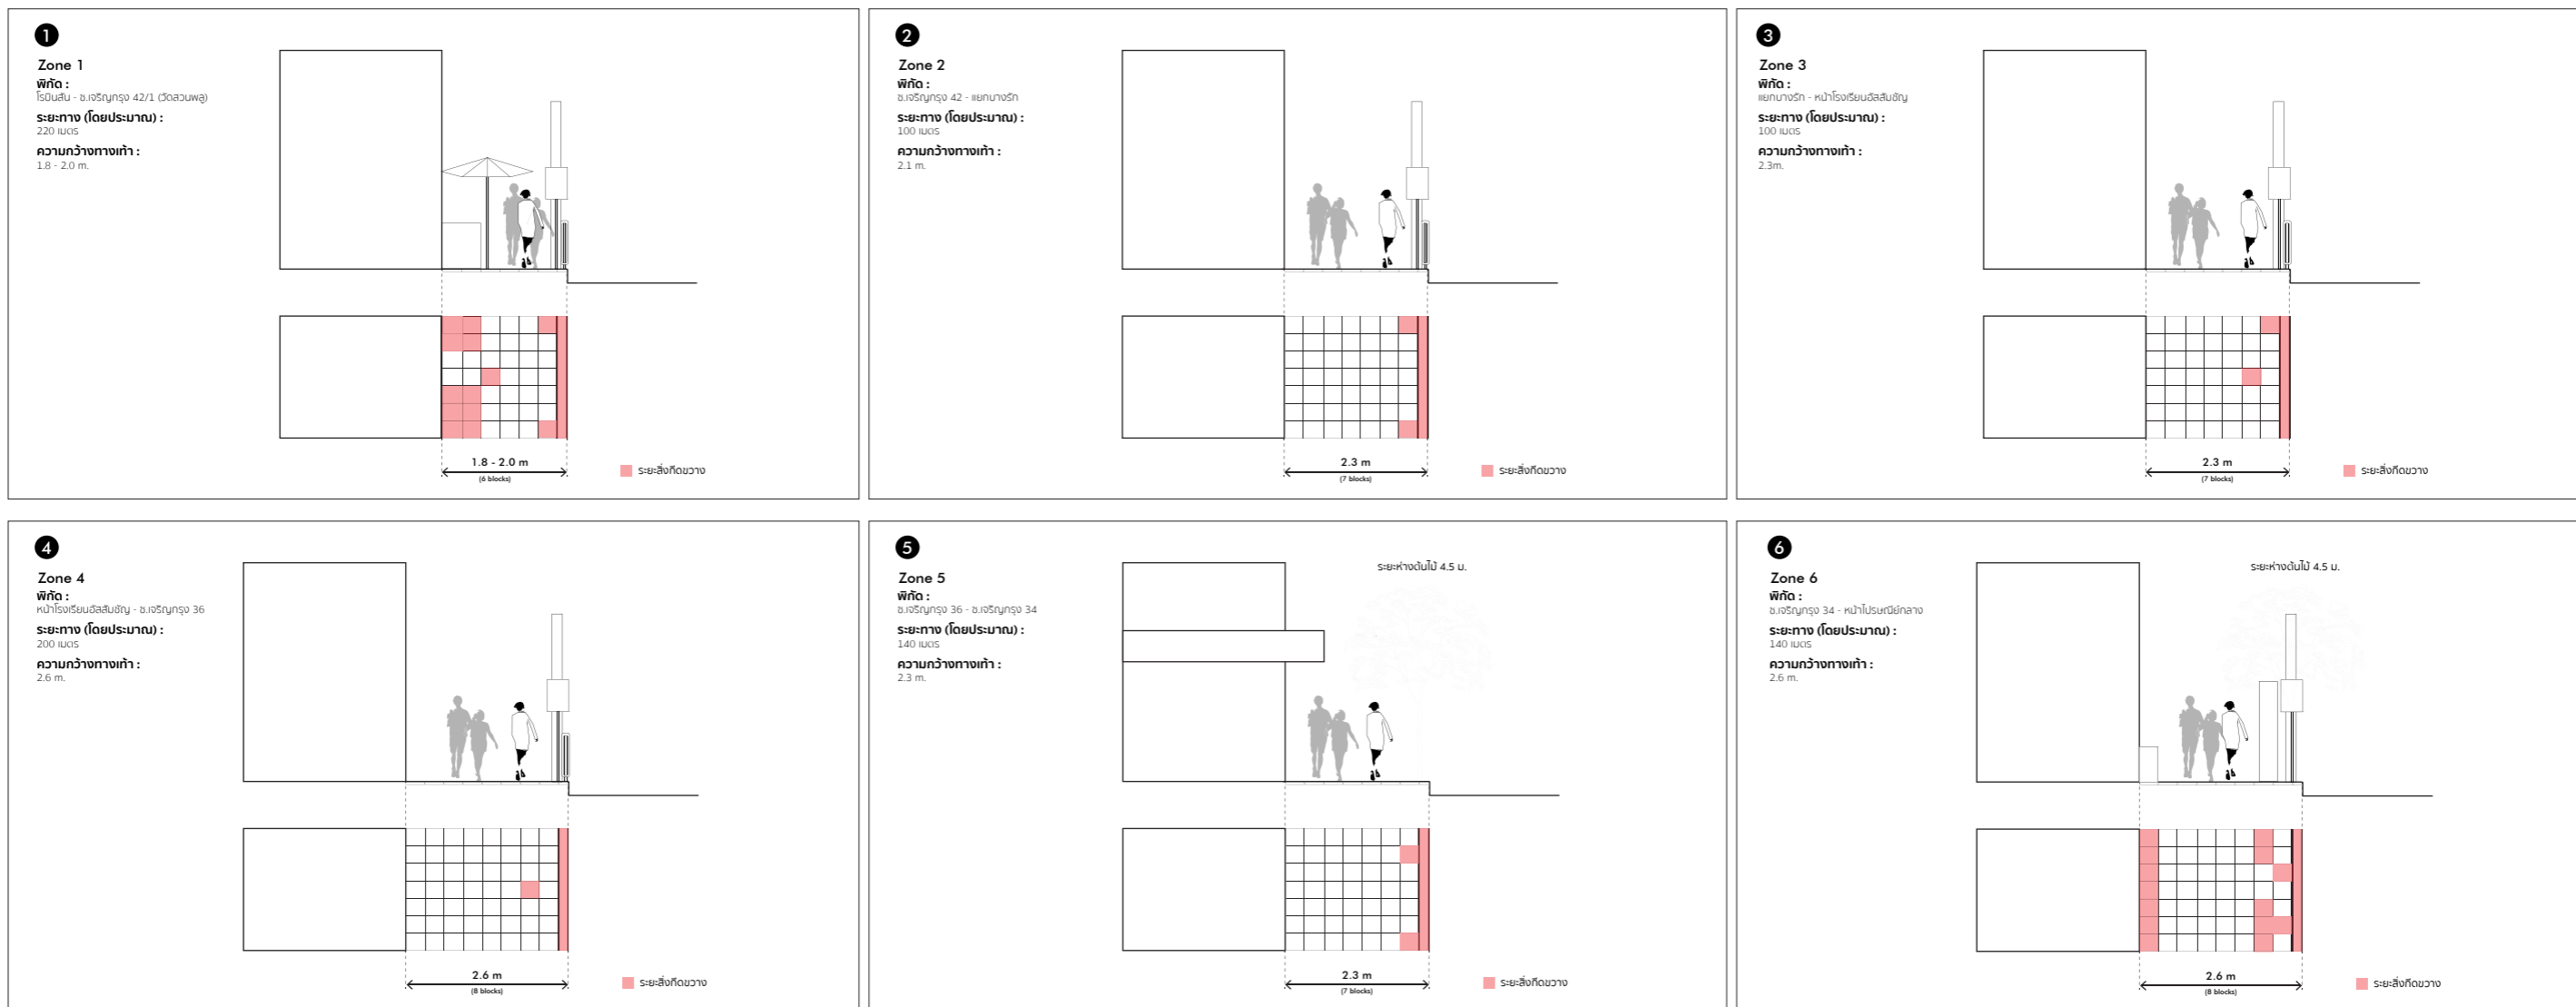 1
Zone 1
พิกัด :
โรบินสัน - ซ.เจริญกรุง 42/1 (วัดสวนพลู)
ระยะทาง (โดยประมาณ) :
220 เมตร
ความกว้างทางเท้า :
1.8 - 2.0 m.
1.8 - 2.0 m
(6 blocks)
ระยะสิ่งกีดขวาง
2
Zone 2
พิกัด :
ซ.เจริญกรุง 42 - แยกบางรัก
ระยะทาง (โดยประมาณ) :
100 เมตร
ความกว้างทางเท้า :
2.1 m.
2.3 m
(7 blocks)
ระยะสิ่งกีดขวาง
3
Zone 3
พิกัด :
แยกบางรัก - หน้าโรงเรียนอัสสัมชัญ
ระยะทาง (โดยประมาณ) :
100 เมตร
ความกว้างทางเท้า :
2.3m.
2.3 m
(7 blocks)
ระยะสิ่งกีดขวาง
4
Zone 4
พิกัด :
หน้าโรงเรียนอัสสัมชัญ - ซ.เจริญกรุง 36
ระยะทาง (โดยประมาณ) :
200 เมตร
ความกว้างทางเท้า :
2.6 m.
2.6 m
(8 blocks)
ระยะสิ่งกีดขวาง
5
Zone 5
พิกัด :
ซ.เจริญกรุง 36 - ซ.เจริญกรุง 34
ระยะทาง (โดยประมาณ) :
140 เมตร
ความกว้างทางเท้า :
2.3 m.
ระยะห่างต้นไม้ 4.5 ม.
2.3 m
(7 blocks)
ระยะสิ่งกีดขวาง
6
Zone 6
พิกัด :
ซ.เจริญกรุง 34 - หน้าไปรษณีย์กลาง
ระยะทาง (โดยประมาณ) :
140 เมตร
ความกว้างทางเท้า :
2.6 m.
ระยะห่างต้นไม้ 4.5 ม.
2.6 m
(8 blocks)
ระยะสิ่งกีดขวาง